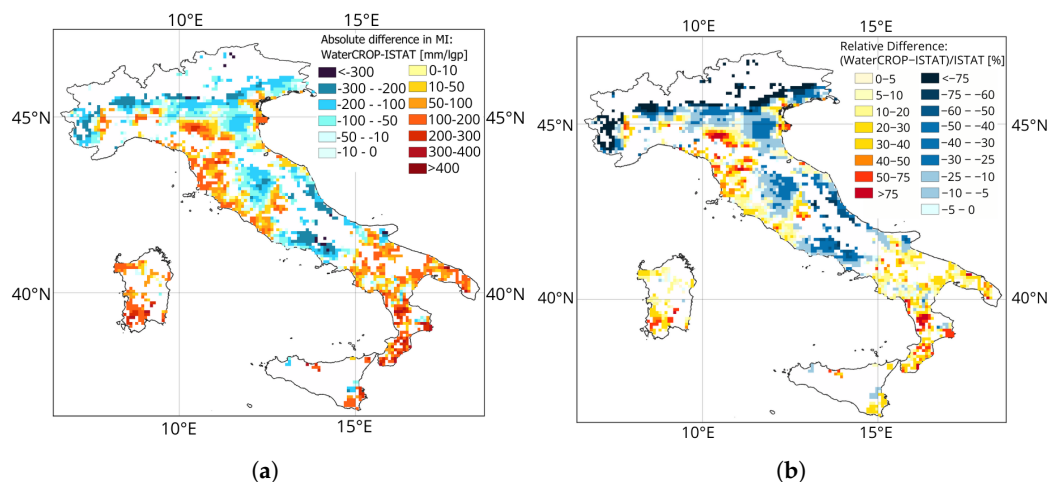 10°E 15°E
Absolute difference in MI:
WaterCROP-ISTAT [mm/lgp]
<-300 0-10
-300 - -200 10-50
-200 - -100 50-100
-100 - -50 100-200
-50 - -10 200-300
-10 - 0 300-400
>400
45°N
40°N
10°E 15°E
(a)
10°E 15°E
Relative Difference:
(WaterCROP−ISTAT)/ISTAT [%]
0−5 <−75
5−10 −75 − −60
10−20 −60 − −50
20−30 −50 − −40
30−40 −40 − −30
40−50 −30 − −25
50−75 −25 − −10
>75 −10 − −5
−5 − 0
45°N
40°N
10°E 15°E
(b)